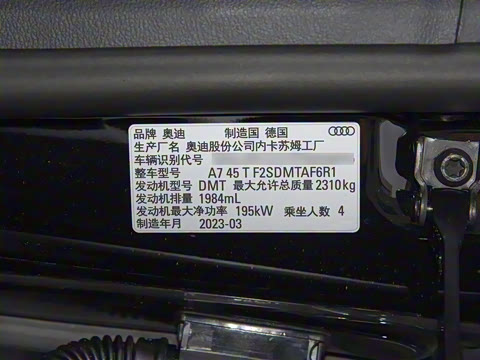 品牌 奥迪 制造国 德国
生产厂名 奥迪股份公司内卡苏姆工厂
车辆识别代号
整车型号 A7 45 T F2SDMTAF6R1
发动机型号 DMT 最大允许总质量 2310kg
发动机排量 1984mL
发动机最大净功率 195kW 乘坐人数 4
制造年月 2023-03